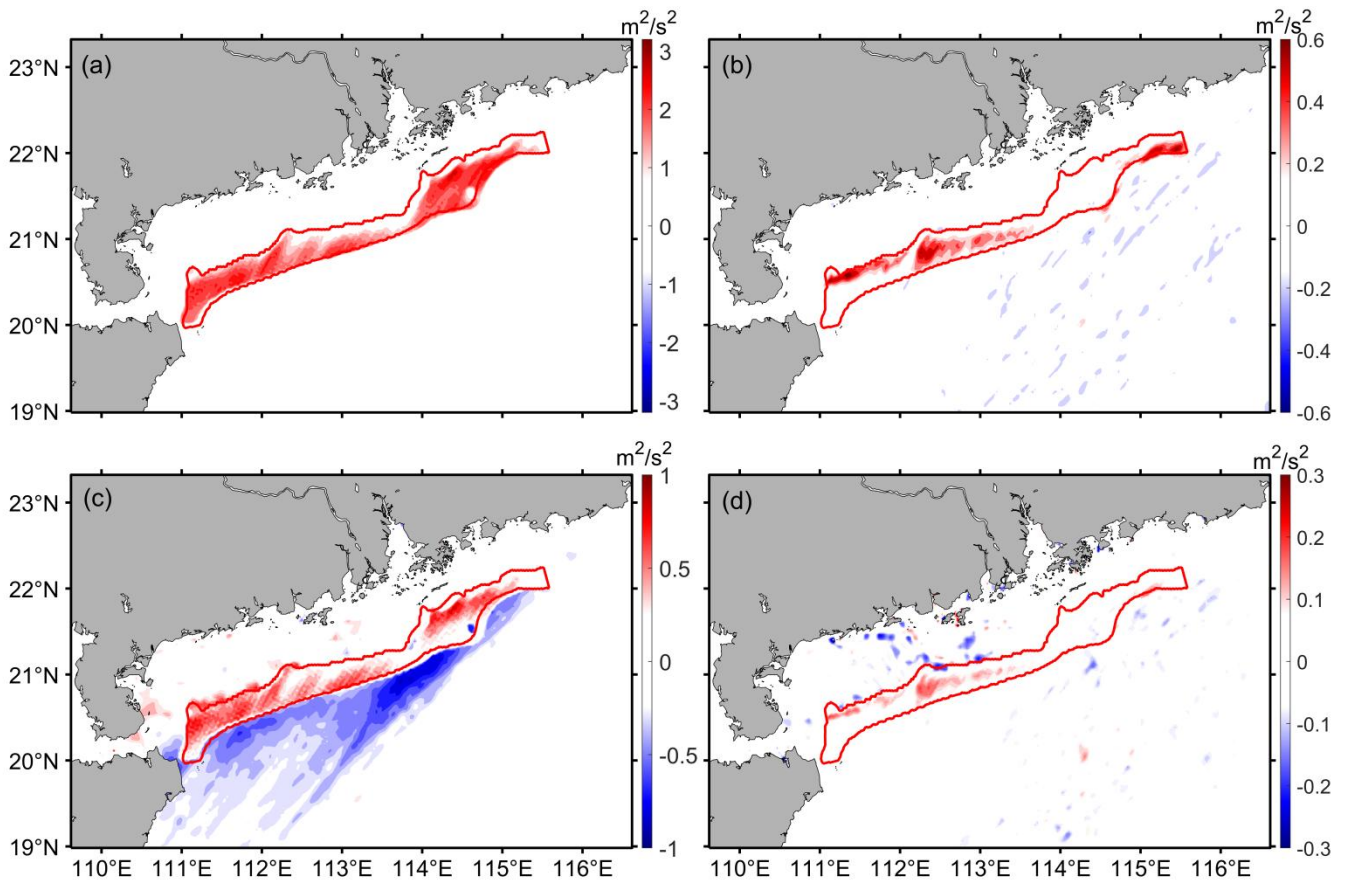 m²/s²
m²/s²
(a)
(b)
23°N
22°N
21°N
20°N
19°N
3
2
1
0
-1
-2
-3
0.6
0.4
0.2
0
-0.2
-0.4
-0.6
m²/s²
m²/s²
(c)
(d)
23°N
22°N
21°N
20°N
19°N
1
0.5
0
-0.5
-1
0.3
0.2
0.1
0
-0.1
-0.2
-0.3
110°E 111°E 112°E 113°E 114°E 115°E 116°E
110°E 111°E 112°E 113°E 114°E 115°E 116°E